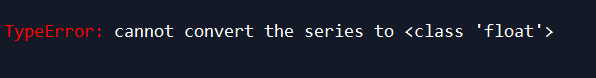 TypeError: cannot convert the series to <class 'float'>